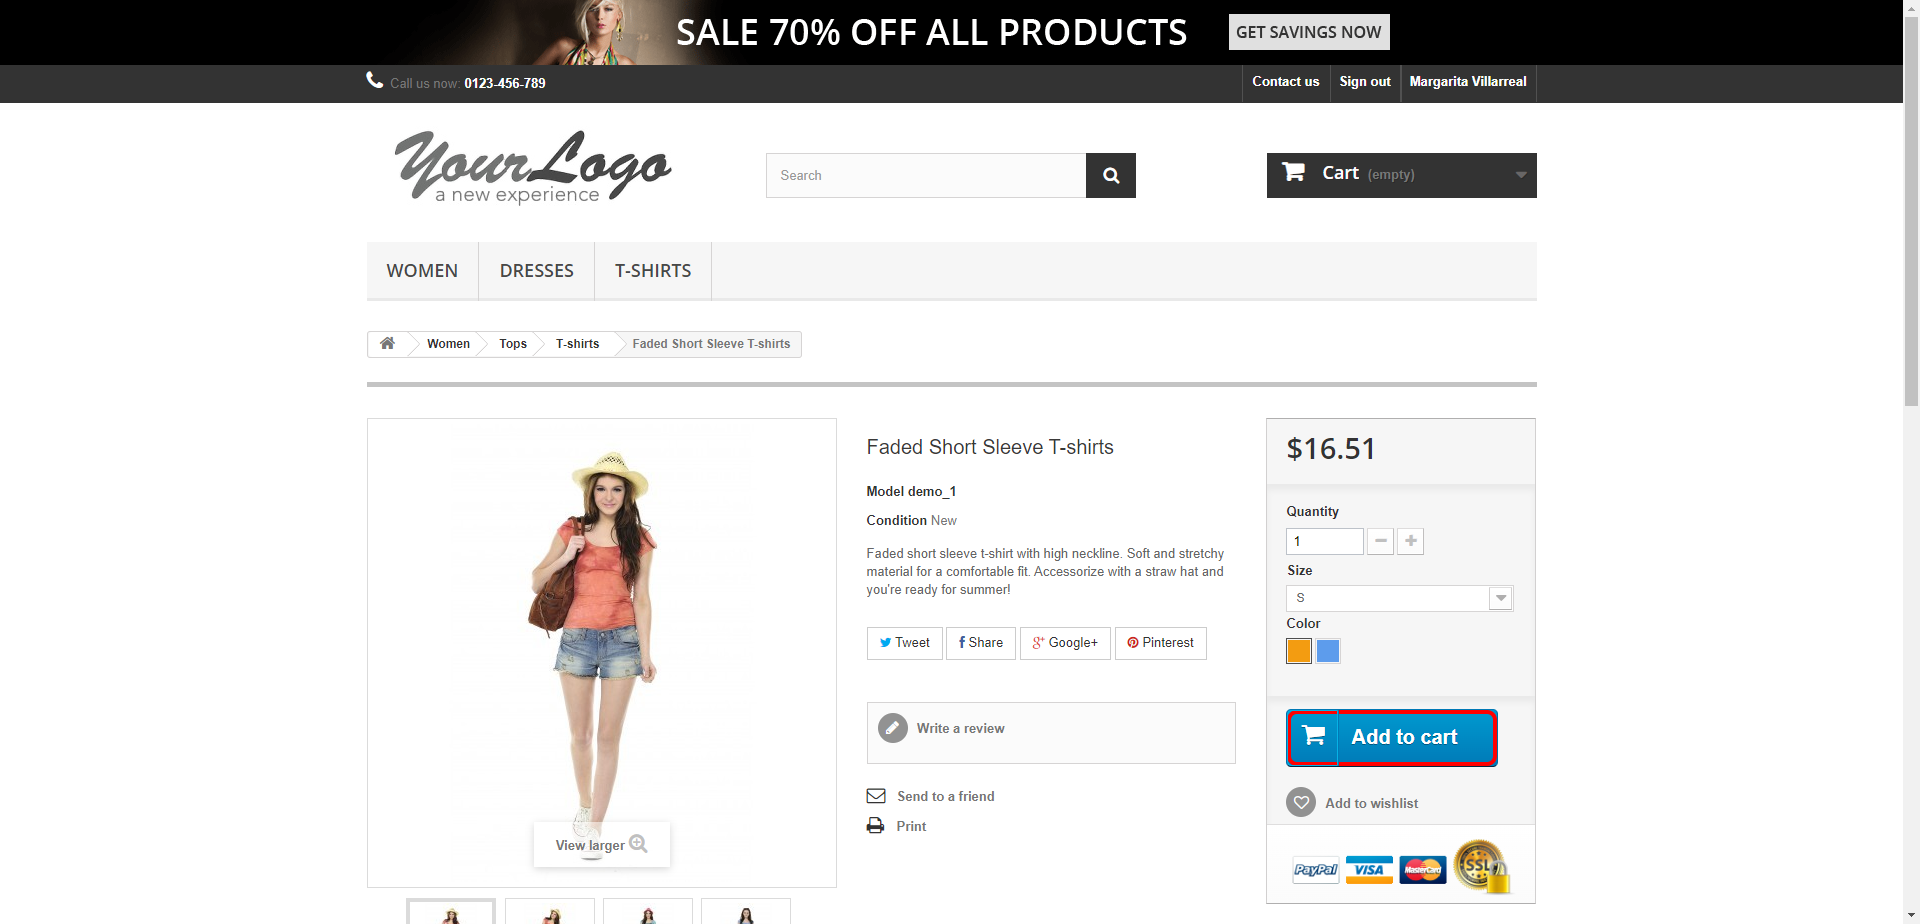 SALE 70% OFF ALL PRODUCTS GET SAVINGS NOW
Call us now: 0123-456-789 Contact us Sign out Margarita Villarreal
YourLogo
a new experience
Search
Cart (empty)
WOMEN DRESSES T-SHIRTS
Women Tops T-shirts Faded Short Sleeve T-shirts
View larger
Faded Short Sleeve T-shirts
Model demo_1
Condition New
Faded short sleeve t-shirt with high neckline. Soft and stretchy
material for a comfortable fit. Accessorize with a straw hat and
you're ready for summer!
Tweet Share Google+ Pinterest
Write a review
Send to a friend
Print
$16.51
Quantity
1
Size
S
Color
Add to cart
Add to wishlist
PayPal VISA MasterCard SSL